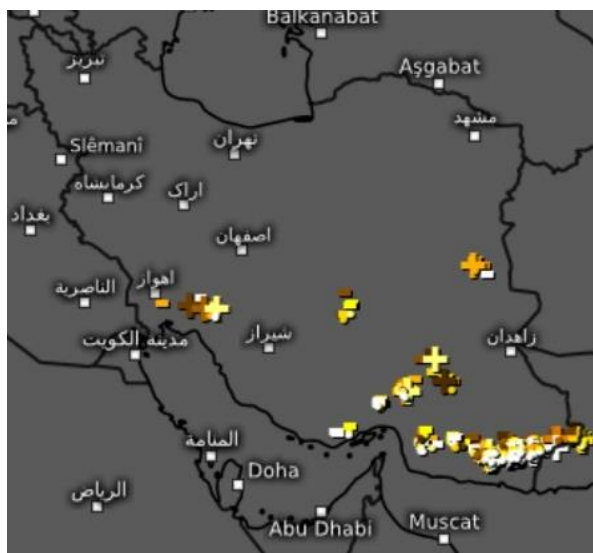 Balkanabat
تبریز
Aşgabat
مشهد
تهران
Slêmanî
کرمانشاه
اراک
بغداد
اصفهان
اهواز
الناصرية
زاهدان
شیراز
مدينة الكويت
المنامة
Doha
الرياض
Abu Dhabi
Muscat